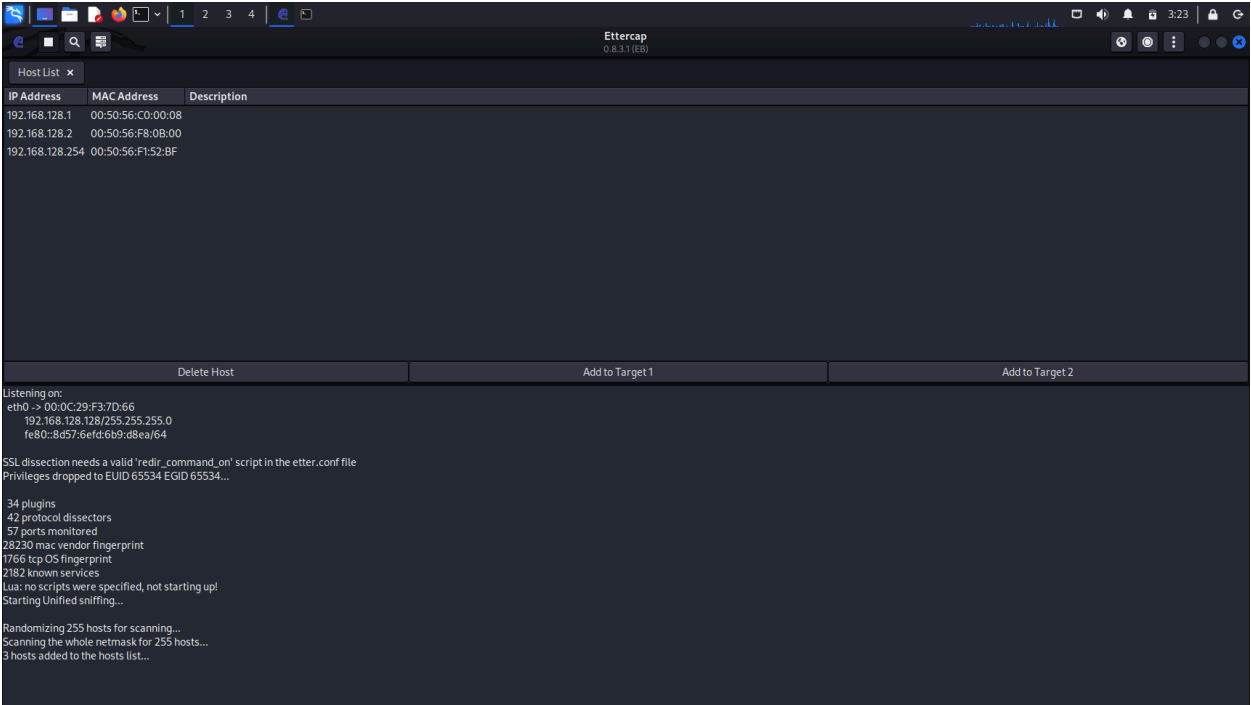 1 2 3 4 3:23
Ettercap
0.8.3.1 (EB)
Host List ×
IP Address MAC Address Description
192.168.128.1 00:50:56:C0:00:08
192.168.128.2 00:50:56:F8:0B:00
192.168.128.254 00:50:56:F1:52:BF
Delete Host Add to Target 1 Add to Target 2
Listening on:
eth0 -> 00:0C:29:F3:7D:66
192.168.128.128/255.255.255.0
fe80::8d57:6efd:6b9:d8ea/64
SSL dissection needs a valid 'redir_command_on' script in the etter.conf file
Privileges dropped to EUID 65534 EGID 65534...
34 plugins
42 protocol dissectors
57 ports monitored
28230 mac vendor fingerprint
1766 tcp OS fingerprint
2182 known services
Lua: no scripts were specified, not starting up!
Starting Unified sniffing...
Randomizing 255 hosts for scanning...
Scanning the whole netmask for 255 hosts...
3 hosts added to the hosts list...